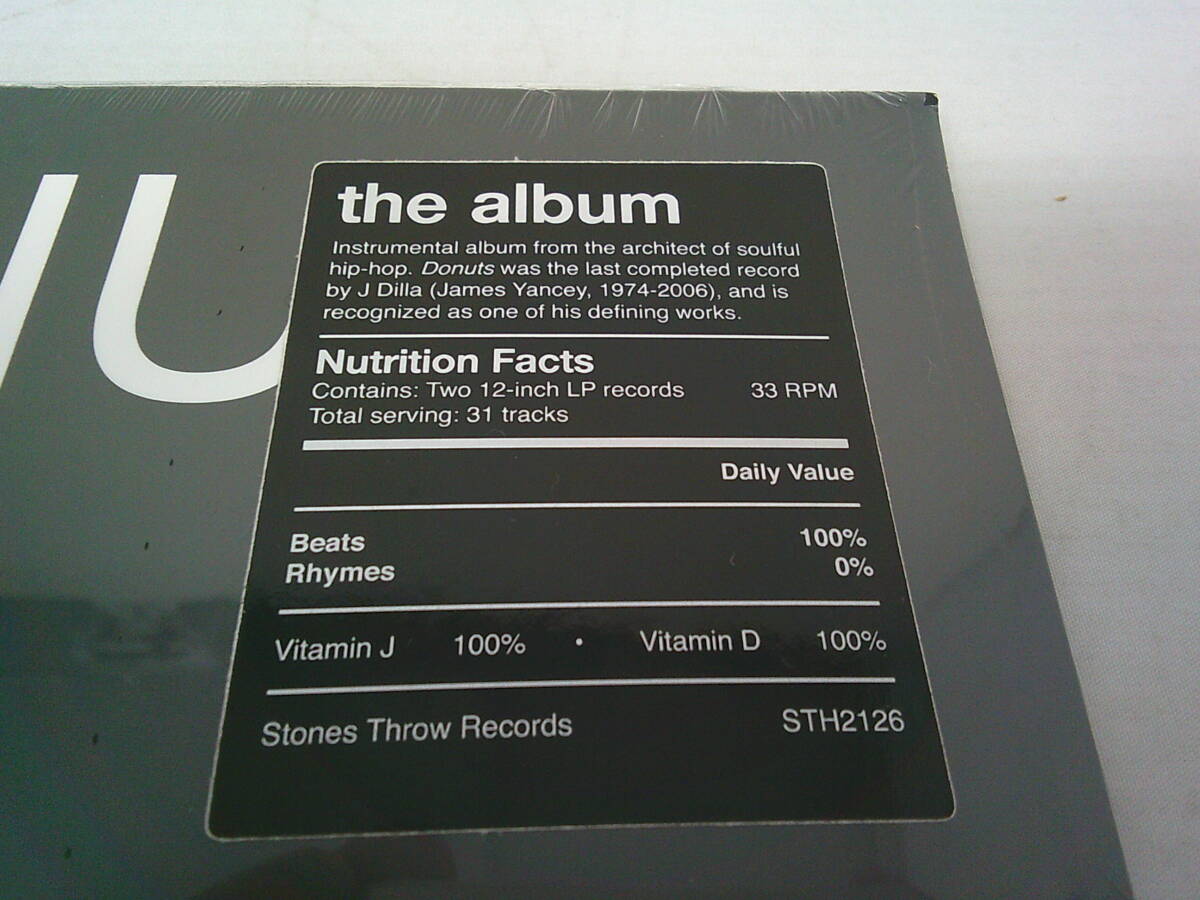 the album
Instrumental album from the architect of soulful
hip-hop. Donuts was the last completed record
by J Dilla (James Yancey, 1974-2006), and is
recognized as one of his defining works.
Nutrition Facts
Contains: Two 12-inch LP records 33 RPM
Total serving: 31 tracks
Daily Value
Beats 100%
Rhymes 0%
Vitamin J 100% • Vitamin D 100%
Stones Throw Records STH2126